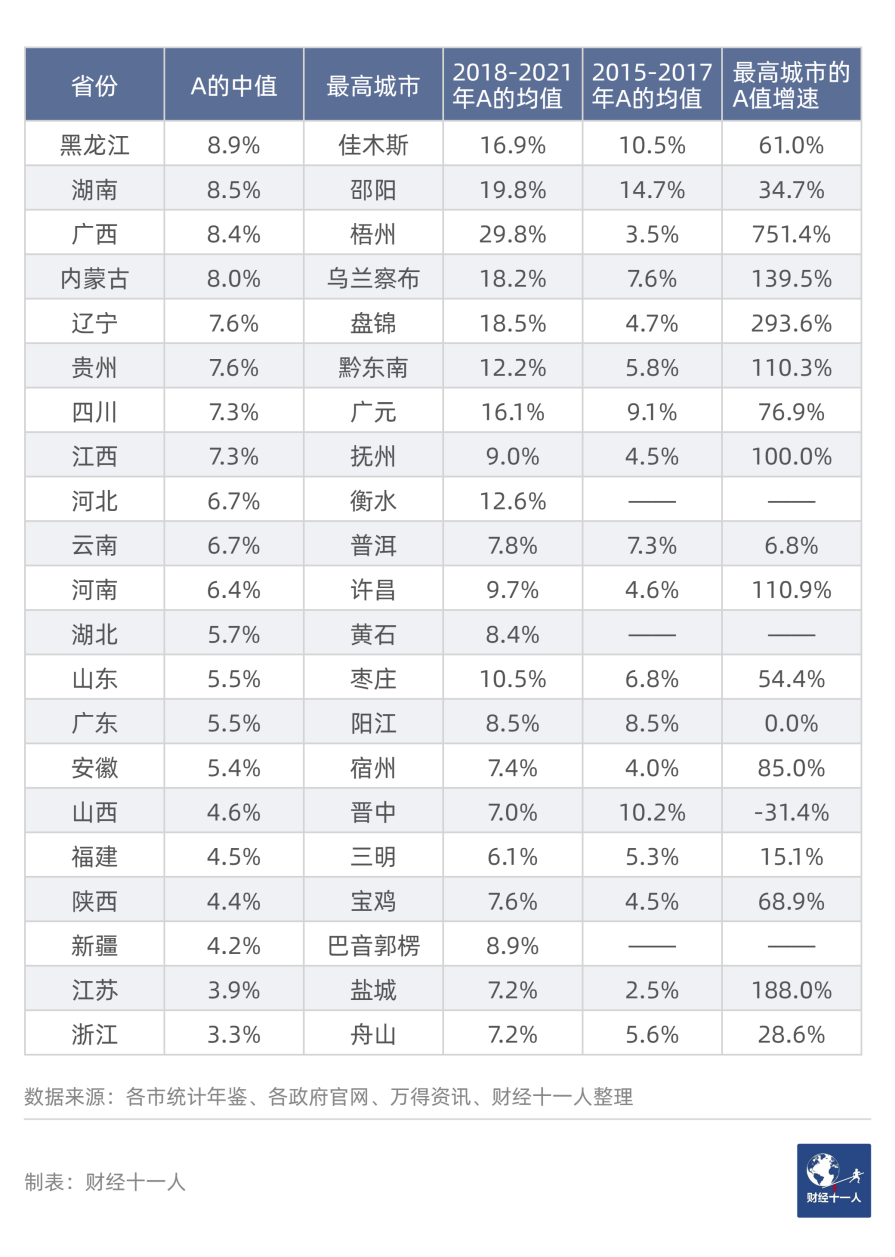 省份 A的中值 最高城市 2018-2021年A的均值 2015-2017年A的均值 最高城市的A值增速
黑龙江 8.9% 佳木斯 16.9% 10.5% 61.0%
湖南 8.5% 邵阳 19.8% 14.7% 34.7%
广西 8.4% 梧州 29.8% 3.5% 751.4%
内蒙古 8.0% 乌兰察布 18.2% 7.6% 139.5%
辽宁 7.6% 盘锦 18.5% 4.7% 293.6%
贵州 7.6% 黔东南 12.2% 5.8% 110.3%
四川 7.3% 广元 16.1% 9.1% 76.9%
江西 7.3% 抚州 9.0% 4.5% 100.0%
河北 6.7% 衡水 12.6% —— ——
云南 6.7% 普洱 7.8% 7.3% 6.8%
河南 6.4% 许昌 9.7% 4.6% 110.9%
湖北 5.7% 黄石 8.4% —— ——
山东 5.5% 枣庄 10.5% 6.8% 54.4%
广东 5.5% 阳江 8.5% 8.5% 0.0%
安徽 5.4% 宿州 7.4% 4.0% 85.0%
山西 4.6% 晋中 7.0% 10.2% -31.4%
福建 4.5% 三明 6.1% 5.3% 15.1%
陕西 4.4% 宝鸡 7.6% 4.5% 68.9%
新疆 4.2% 巴音郭楞 8.9% —— ——
江苏 3.9% 盐城 7.2% 2.5% 188.0%
浙江 3.3% 舟山 7.2% 5.6% 28.6%
数据来源：各市统计年鉴、各政府官网、万得资讯、财经十一人整理
制表：财经十一人
财经十一人